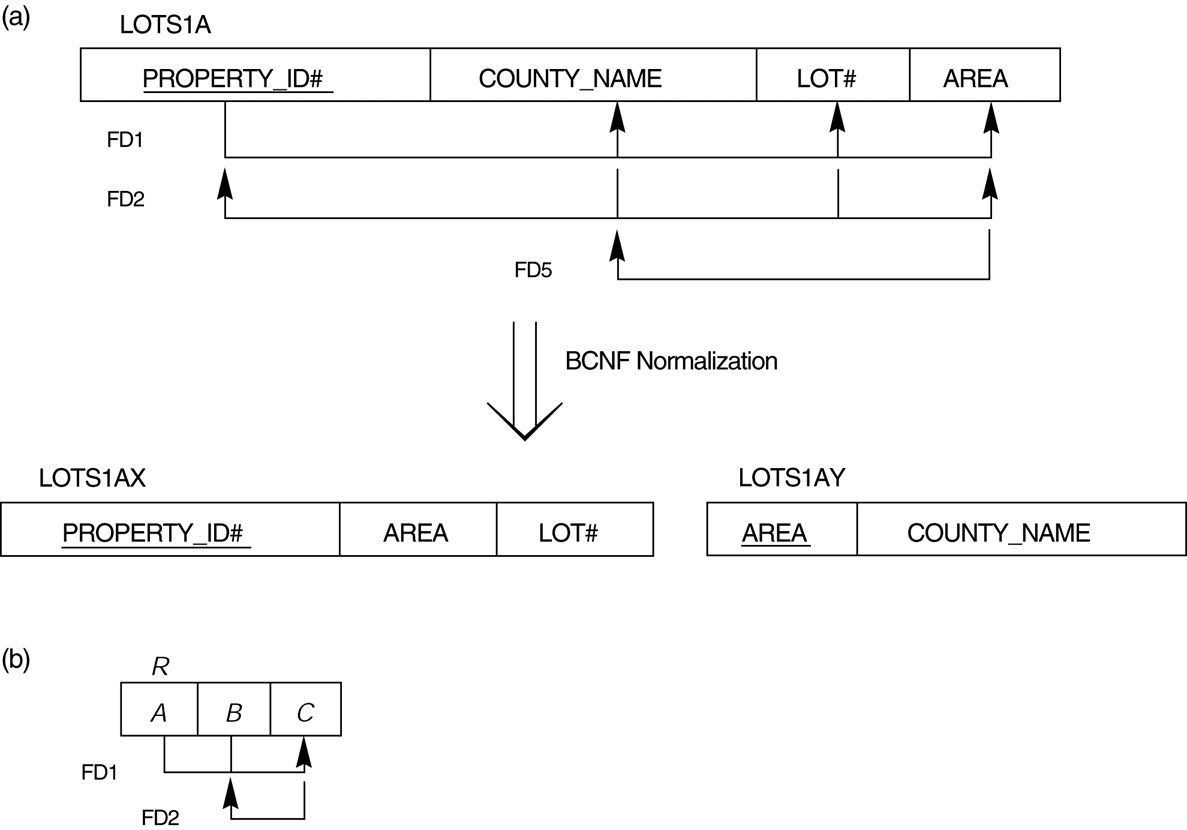 (a)
LOTS1A
PROPERTY_ID# COUNTY_NAME LOT# AREA
FD1
FD2
FD5
BCNF Normalization
LOTS1AX LOTS1AY
PROPERTY_ID# AREA LOT# AREA COUNTY_NAME
(b)
R
A B C
FD1
FD2